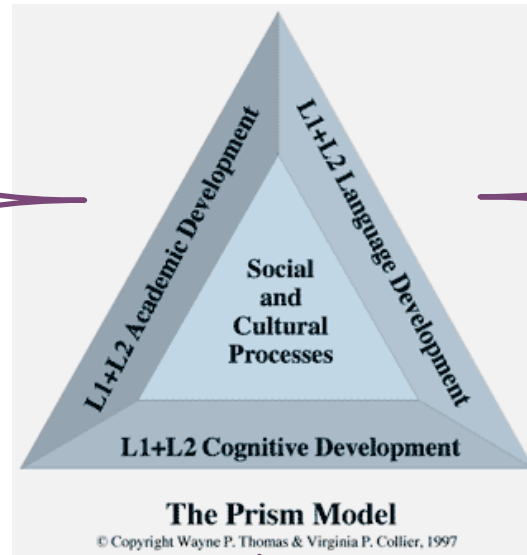 L1+L2 Academic Development
L1+L2 Language Development
Social
and
Cultural
Processes
L1+L2 Cognitive Development
The Prism Model
© Copyright Wayne P. Thomas & Virginia P. Collier, 1997